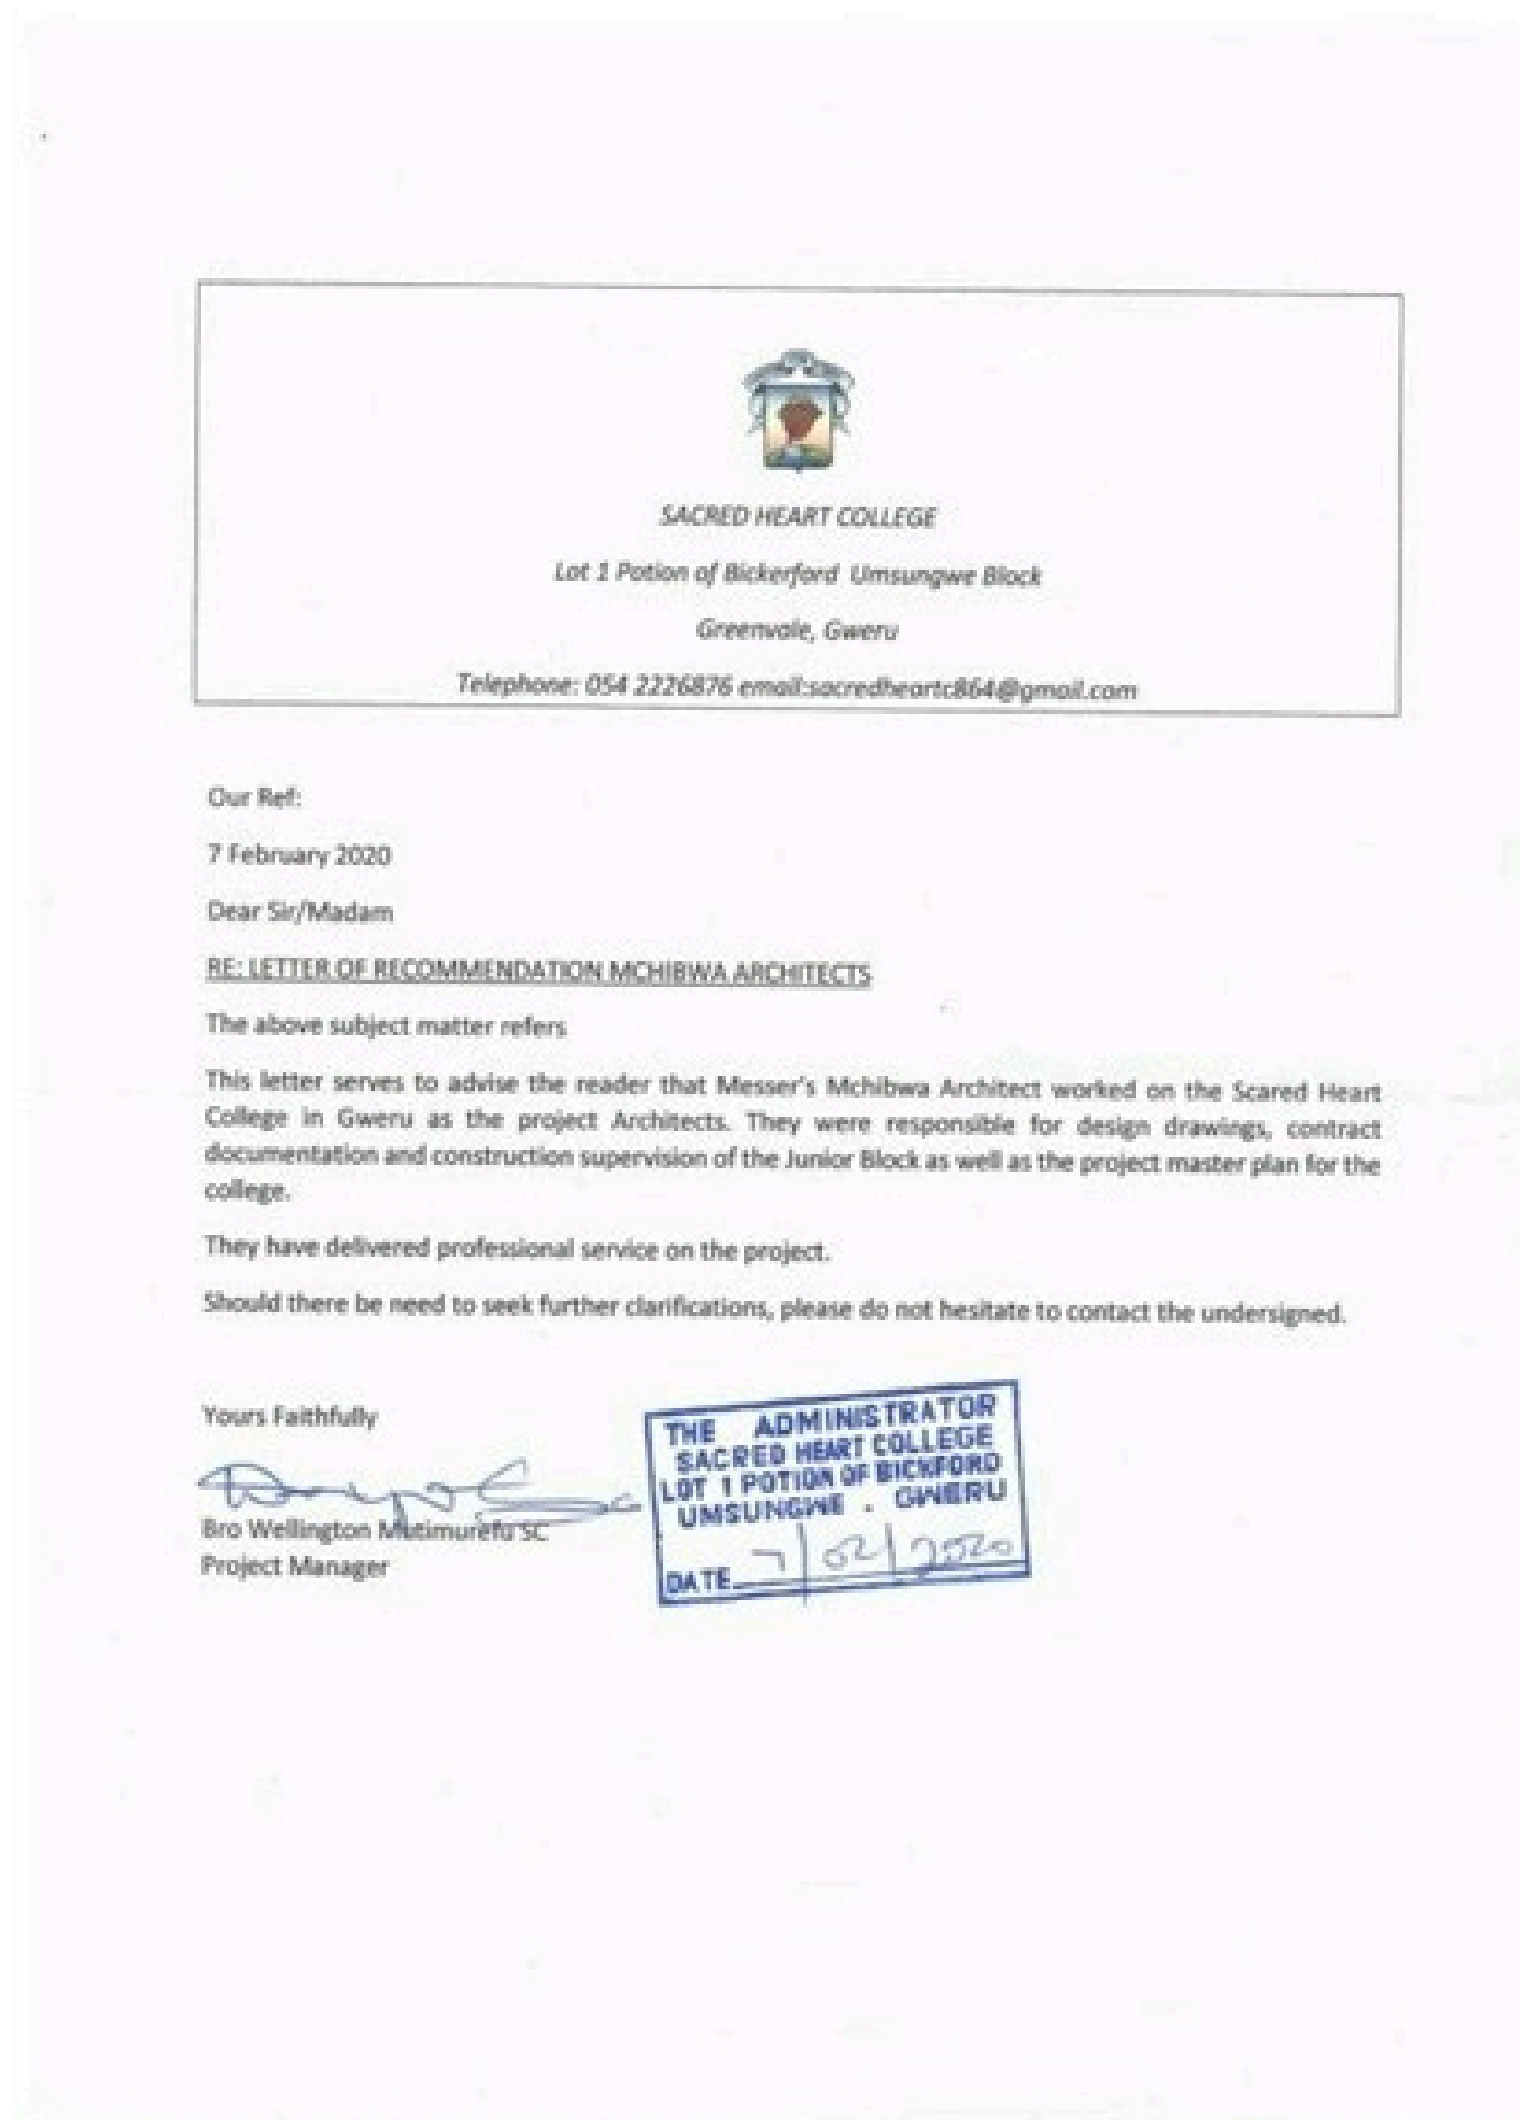 SACRED HEART COLLEGE
Lot 1 Potion of Bickerford Umsungwe Block
Greenvale, Gweru
Telephone: 054 2226876 email:sacredheartc864@gmail.com
Our Ref:
7 February 2020
Dear Sir/Madam
RE: LETTER OF RECOMMENDATION MCHIBWA ARCHITECTS
The above subject matter refers
This letter serves to advise the reader that Messer's Mchibwa Architect worked on the Scared Heart
College in Gweru as the project Architects. They were responsible for design drawings, contract
documentation and construction supervision of the Junior Block as well as the project master plan for the
college.
They have delivered professional service on the project.
Should there be need to seek further clarifications, please do not hesitate to contact the undersigned.
Yours Faithfully
Bro Wellington Mutimurefu SC
Project Manager
THE ADMINISTRATOR
SACRED HEART COLLEGE
LOT 1 POTION OF BICKFORD
UMSUNGWE . GWERU
DATE 7/02/2020